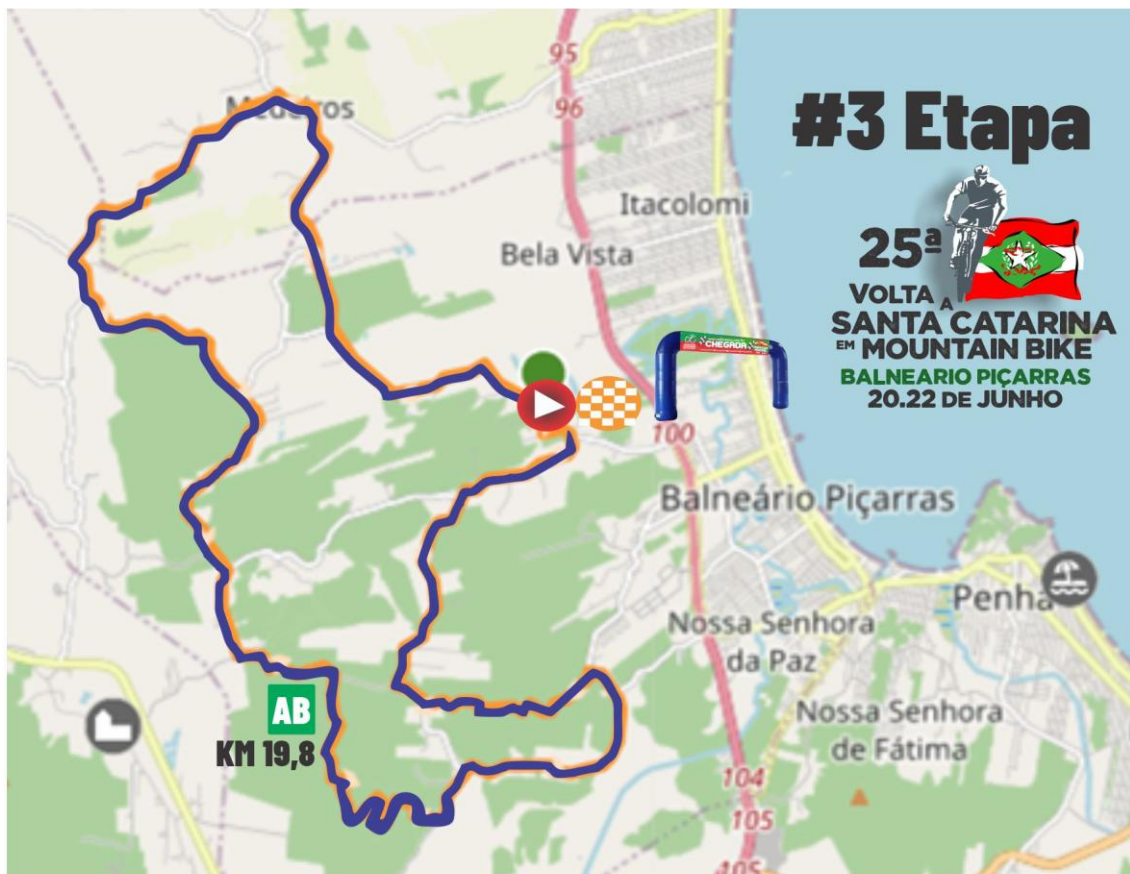 95
96
Medeiros
#3 Etapa
Itacolomi
Bela Vista
25ª
VOLTA A
SANTA CATARINA
EM MOUNTAIN BIKE
BALNEARIO PIÇARRAS
20.22 DE JUNHO
CHEGADA
100
Balneário Piçarras
Penha
Nossa Senhora
da Paz
AB
KM 19,8
Nossa Senhora
de Fátima
104
105
105